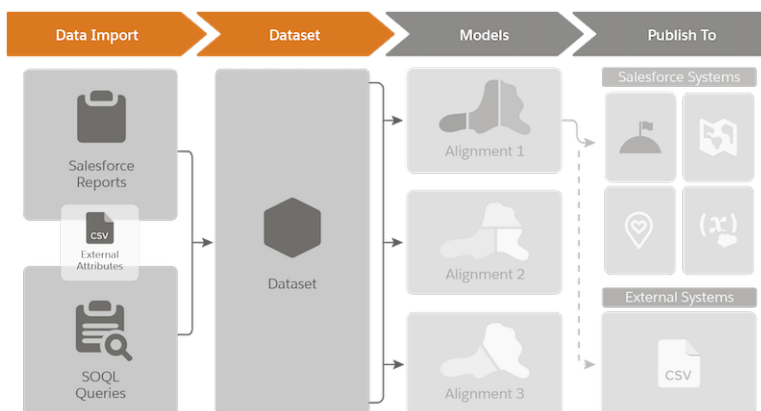 Data Import
Dataset
Models
Publish To
Salesforce
Reports
CSV
External
Attributes
SOQL
Queries
Dataset
Alignment 1
Alignment 2
Alignment 3
Salesforce Systems
(x)
External Systems
CSV